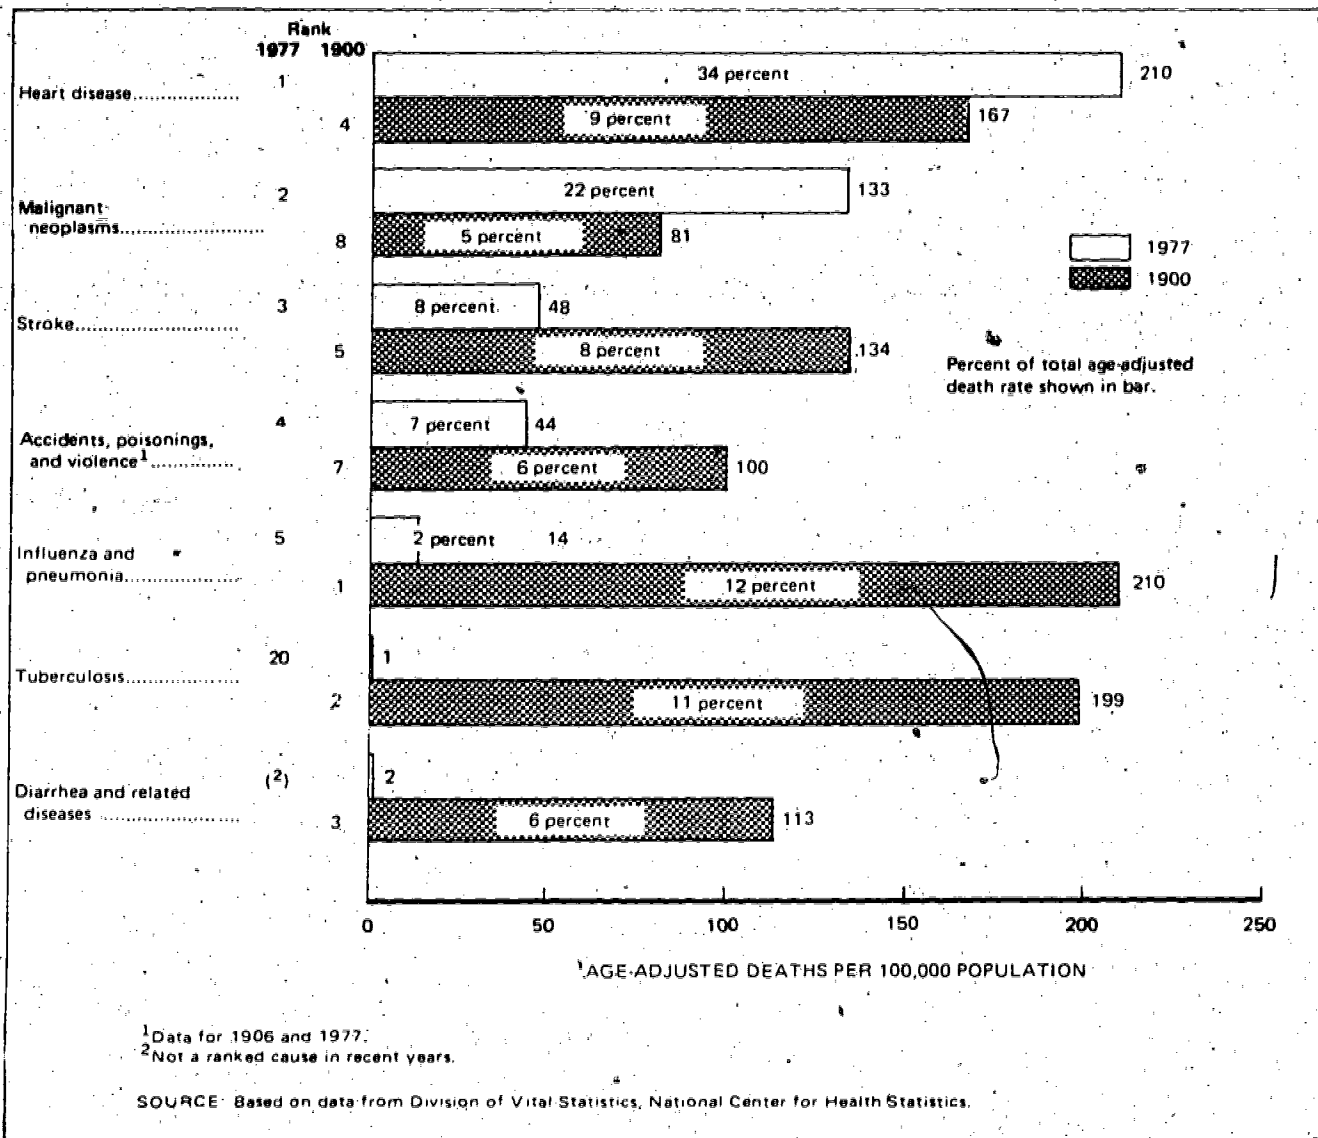 Rank
1977 1900
1 34 percent 210
Heart disease
4 9 percent 167
2 22 percent 133
Malignant
neoplasms
8 5 percent 81
1977
1900
3 8 percent 48
Stroke
5 8 percent 134
Percent of total age-adjusted
death rate shown in bar.
4 7 percent 44
Accidents, poisonings,
and violence¹
7 6 percent 100
5 2 percent 14
Influenza and
pneumonia
1 12 percent 210
20 1
Tuberculosis
2 11 percent 199
(²) 2
Diarrhea and related
diseases
3 6 percent 113
0 50 100 150 200 250
¹AGE-ADJUSTED DEATHS PER 100,000 POPULATION
¹Data for 1906 and 1977.
²Not a ranked cause in recent years.
SOURCE: Based on data from Division of Vital Statistics, National Center for Health Statistics.